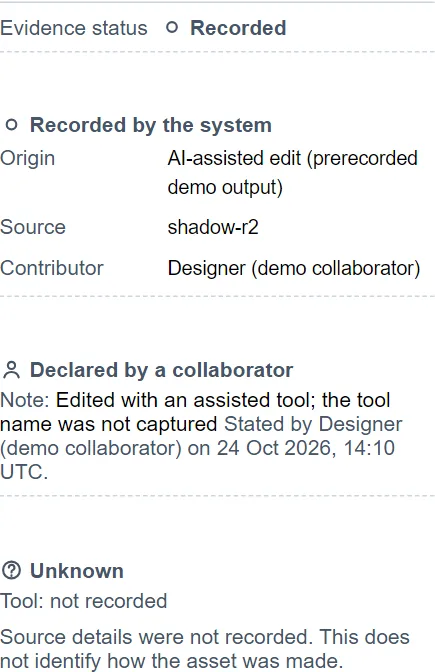 Evidence status Recorded
Recorded by the system
Origin AI-assisted edit (prerecorded
demo output)
Source shadow-r2
Contributor Designer (demo collaborator)
Declared by a collaborator
Note: Edited with an assisted tool; the tool
name was not captured Stated by Designer
(demo collaborator) on 24 Oct 2026, 14:10
UTC.
Unknown
Tool: not recorded
Source details were not recorded. This does
not identify how the asset was made.